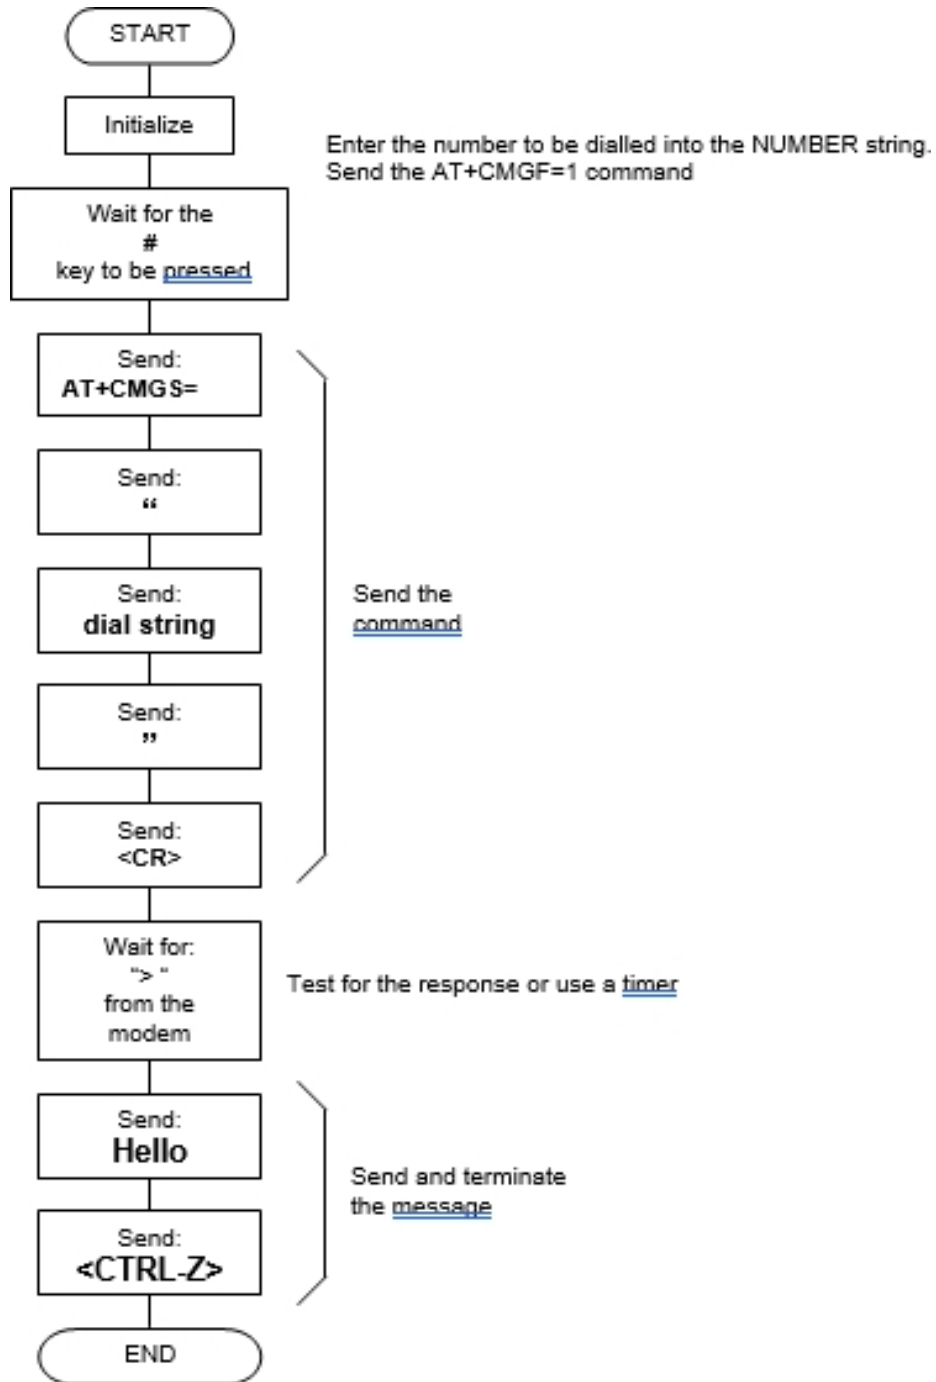 START
Initialize
Enter the number to be dialled into the NUMBER string.
Send the AT+CMGF=1 command
Wait for the
#
key to be pressed
Send:
AT+CMGS=
Send:
“
Send:
dial string
Send the
command
Send:
”
Send:
<CR>
Wait for:
"> "
from the
modem
Test for the response or use a timer
Send:
Hello
Send and terminate
the message
Send:
<CTRL-Z>
END